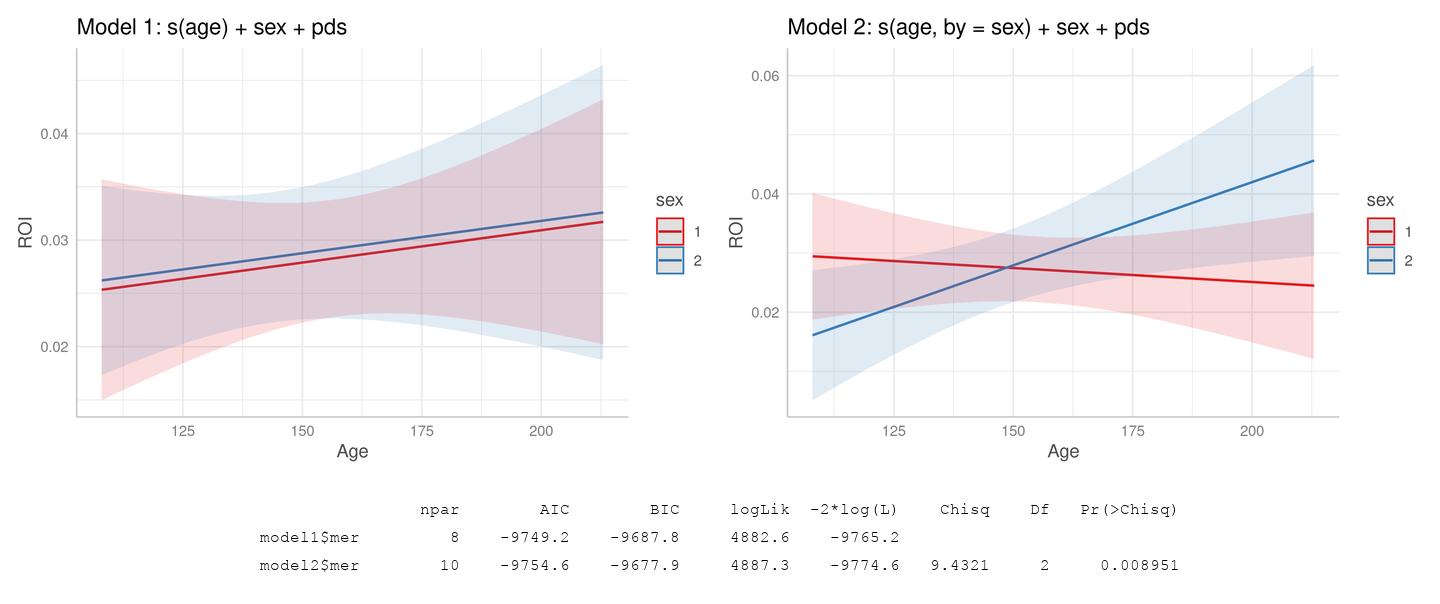 Model 1: s(age) + sex + pds
0.04
0.03
0.02
ROI
125 150 175 200
Age
sex
1
2
Model 2: s(age, by = sex) + sex + pds
0.06
0.04
0.02
ROI
125 150 175 200
Age
sex
1
2
npar AIC BIC logLik -2*log(L) Chisq Df Pr(>Chisq)
model1$mer 8 -9749.2 -9687.8 4882.6 -9765.2
model2$mer 10 -9754.6 -9677.9 4887.3 -9774.6 9.4321 2 0.008951